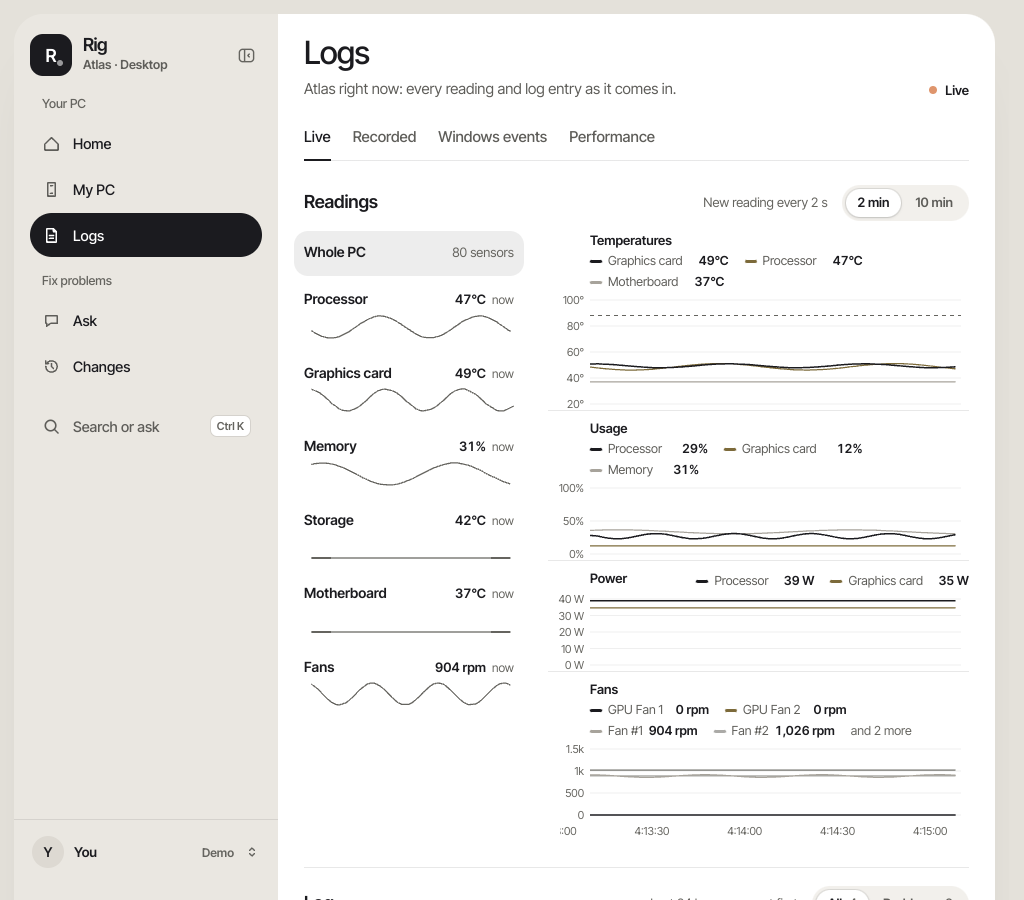 R.
Rig
Atlas · Desktop
Your PC
Home
My PC
Logs
Fix problems
Ask
Changes
Search or ask
Ctrl K
Y
You
Demo
Logs
Atlas right now: every reading and log entry as it comes in.
Live
Live Recorded Windows events Performance
Readings
New reading every 2 s
2 min 10 min
Whole PC 80 sensors
Processor 47°C now
Graphics card 49°C now
Memory 31% now
Storage 42°C now
Motherboard 37°C now
Fans 904 rpm now
Temperatures
Graphics card 49°C Processor 47°C
Motherboard 37°C
100°
80°
60°
40°
20°
Usage
Processor 29% Graphics card 12%
Memory 31%
100%
50%
0%
Power Processor 39 W Graphics card 35 W
40 W
30 W
20 W
10 W
0 W
Fans
GPU Fan 1 0 rpm GPU Fan 2 0 rpm
Fan #1 904 rpm Fan #2 1,026 rpm and 2 more
1.5k
1k
500
0
:00 4:13:30 4:14:00 4:14:30 4:15:00